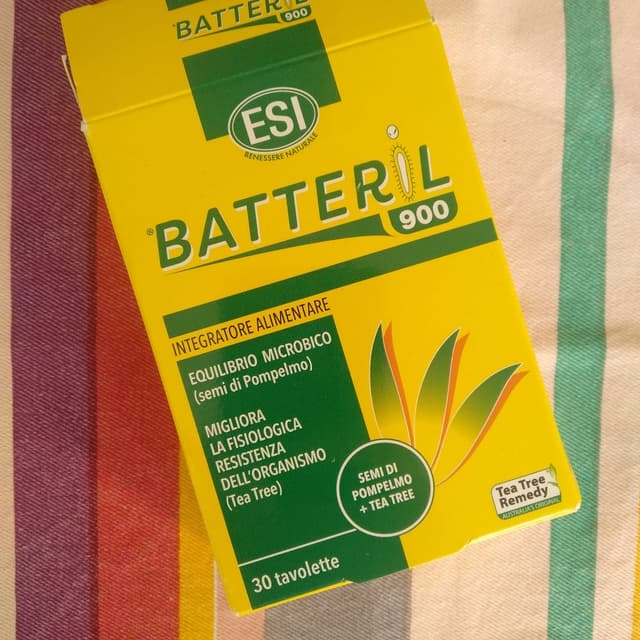 BATTERIL
900
ESI
BENESSERE NATURALE
®BATTERIL
900
INTEGRATORE ALIMENTARE
EQUILIBRIO MICROBICO
(semi di Pompelmo)
MIGLIORA
LA FISIOLOGICA
RESISTENZA
DELL'ORGANISMO
(Tea Tree)
SEMI DI
POMPELMO
+ TEA TREE
Tea Tree
Remedy
AUSTRALIA'S ORIGINAL
30 tavolette